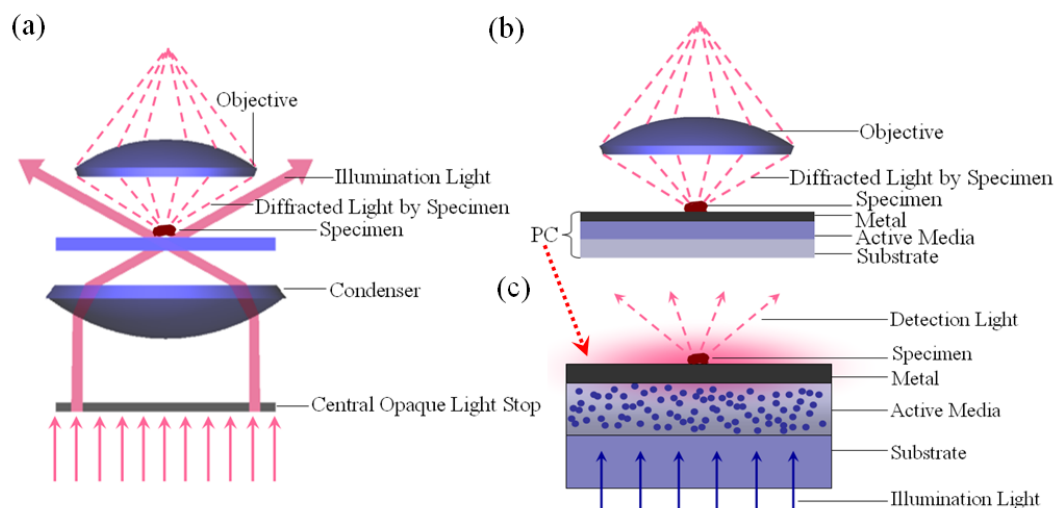 (a)
Objective
Illumination Light
Diffracted Light by Specimen
Specimen
Condenser
Central Opaque Light Stop
(b)
Objective
Diffracted Light by Specimen
Specimen
Metal
PC
Active Media
Substrate
(c)
Detection Light
Specimen
Metal
Active Media
Substrate
Illumination Light